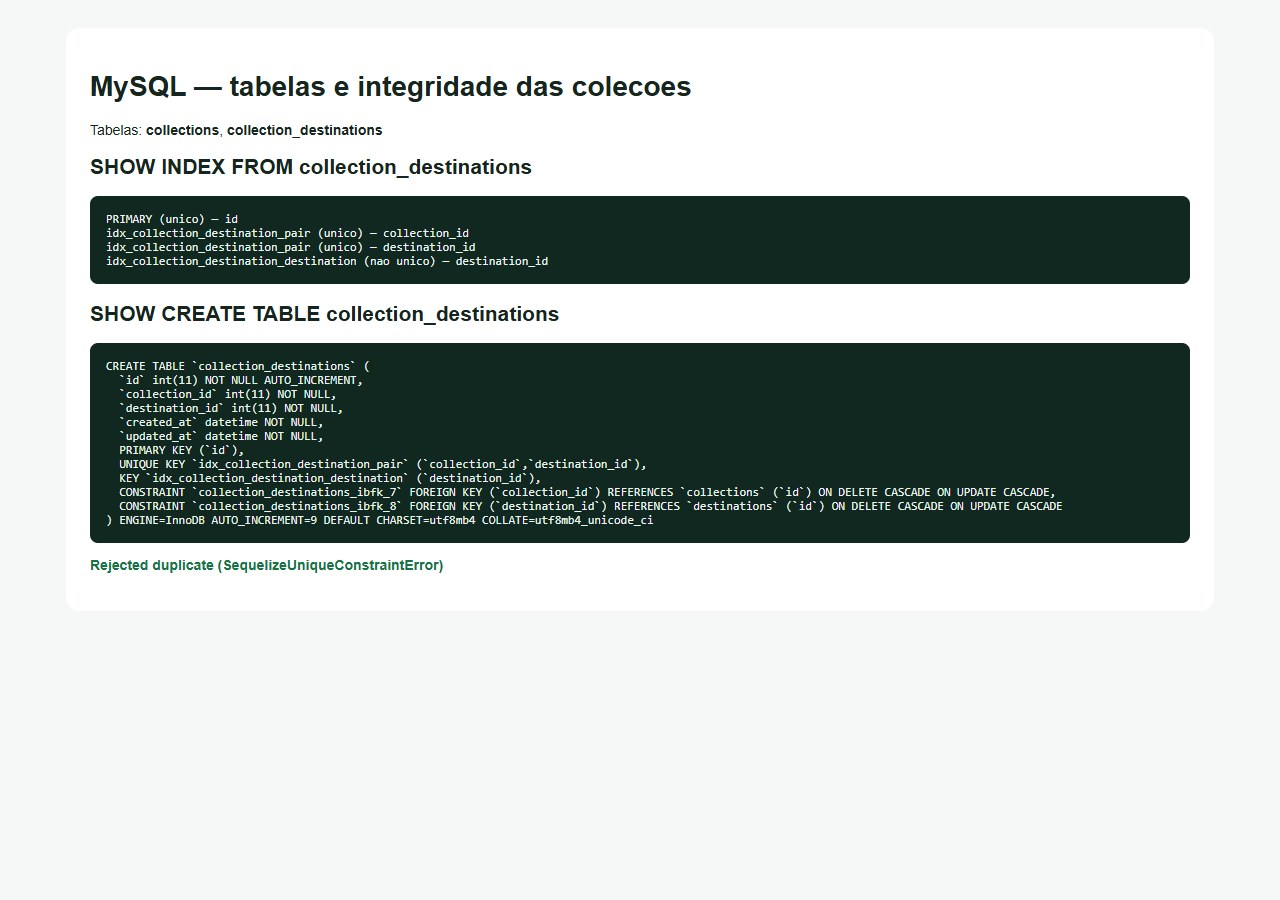 MySQL — tabelas e integridade das colecoes
Tabelas: collections, collection_destinations
SHOW INDEX FROM collection_destinations
PRIMARY (unico) — id
idx_collection_destination_pair (unico) — collection_id
idx_collection_destination_pair (unico) — destination_id
idx_collection_destination_destination (nao unico) — destination_id
SHOW CREATE TABLE collection_destinations
CREATE TABLE `collection_destinations` (
  `id` int(11) NOT NULL AUTO_INCREMENT,
  `collection_id` int(11) NOT NULL,
  `destination_id` int(11) NOT NULL,
  `created_at` datetime NOT NULL,
  `updated_at` datetime NOT NULL,
  PRIMARY KEY (`id`),
  UNIQUE KEY `idx_collection_destination_pair` (`collection_id`,`destination_id`),
  KEY `idx_collection_destination_destination` (`destination_id`),
  CONSTRAINT `collection_destinations_ibfk_7` FOREIGN KEY (`collection_id`) REFERENCES `collections` (`id`) ON DELETE CASCADE ON UPDATE CASCADE,
  CONSTRAINT `collection_destinations_ibfk_8` FOREIGN KEY (`destination_id`) REFERENCES `destinations` (`id`) ON DELETE CASCADE ON UPDATE CASCADE
) ENGINE=InnoDB AUTO_INCREMENT=9 DEFAULT CHARSET=utf8mb4 COLLATE=utf8mb4_unicode_ci
Rejected duplicate (SequelizeUniqueConstraintError)